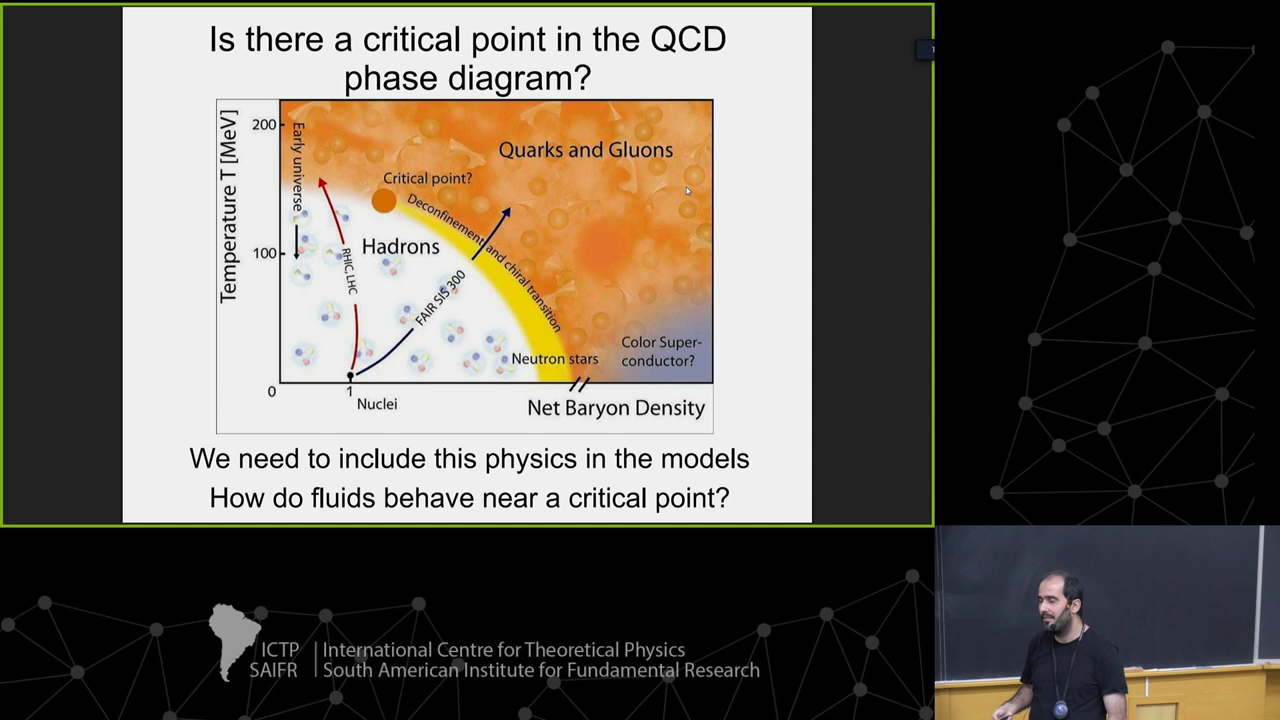 Is there a critical point in the QCD
phase diagram?
Temperature T [MeV]
200
100
0
Early universe
Critical point?
Quarks and Gluons
Deconfinement and chiral transition
Hadrons
RHIC, LHC
FAIR SIS 300
Neutron stars
Color Super-
conductor?
1
Nuclei
Net Baryon Density
We need to include this physics in the models
How do fluids behave near a critical point?
ICTP
SAIFR
International Centre for Theoretical Physics
South American Institute for Fundamental Research